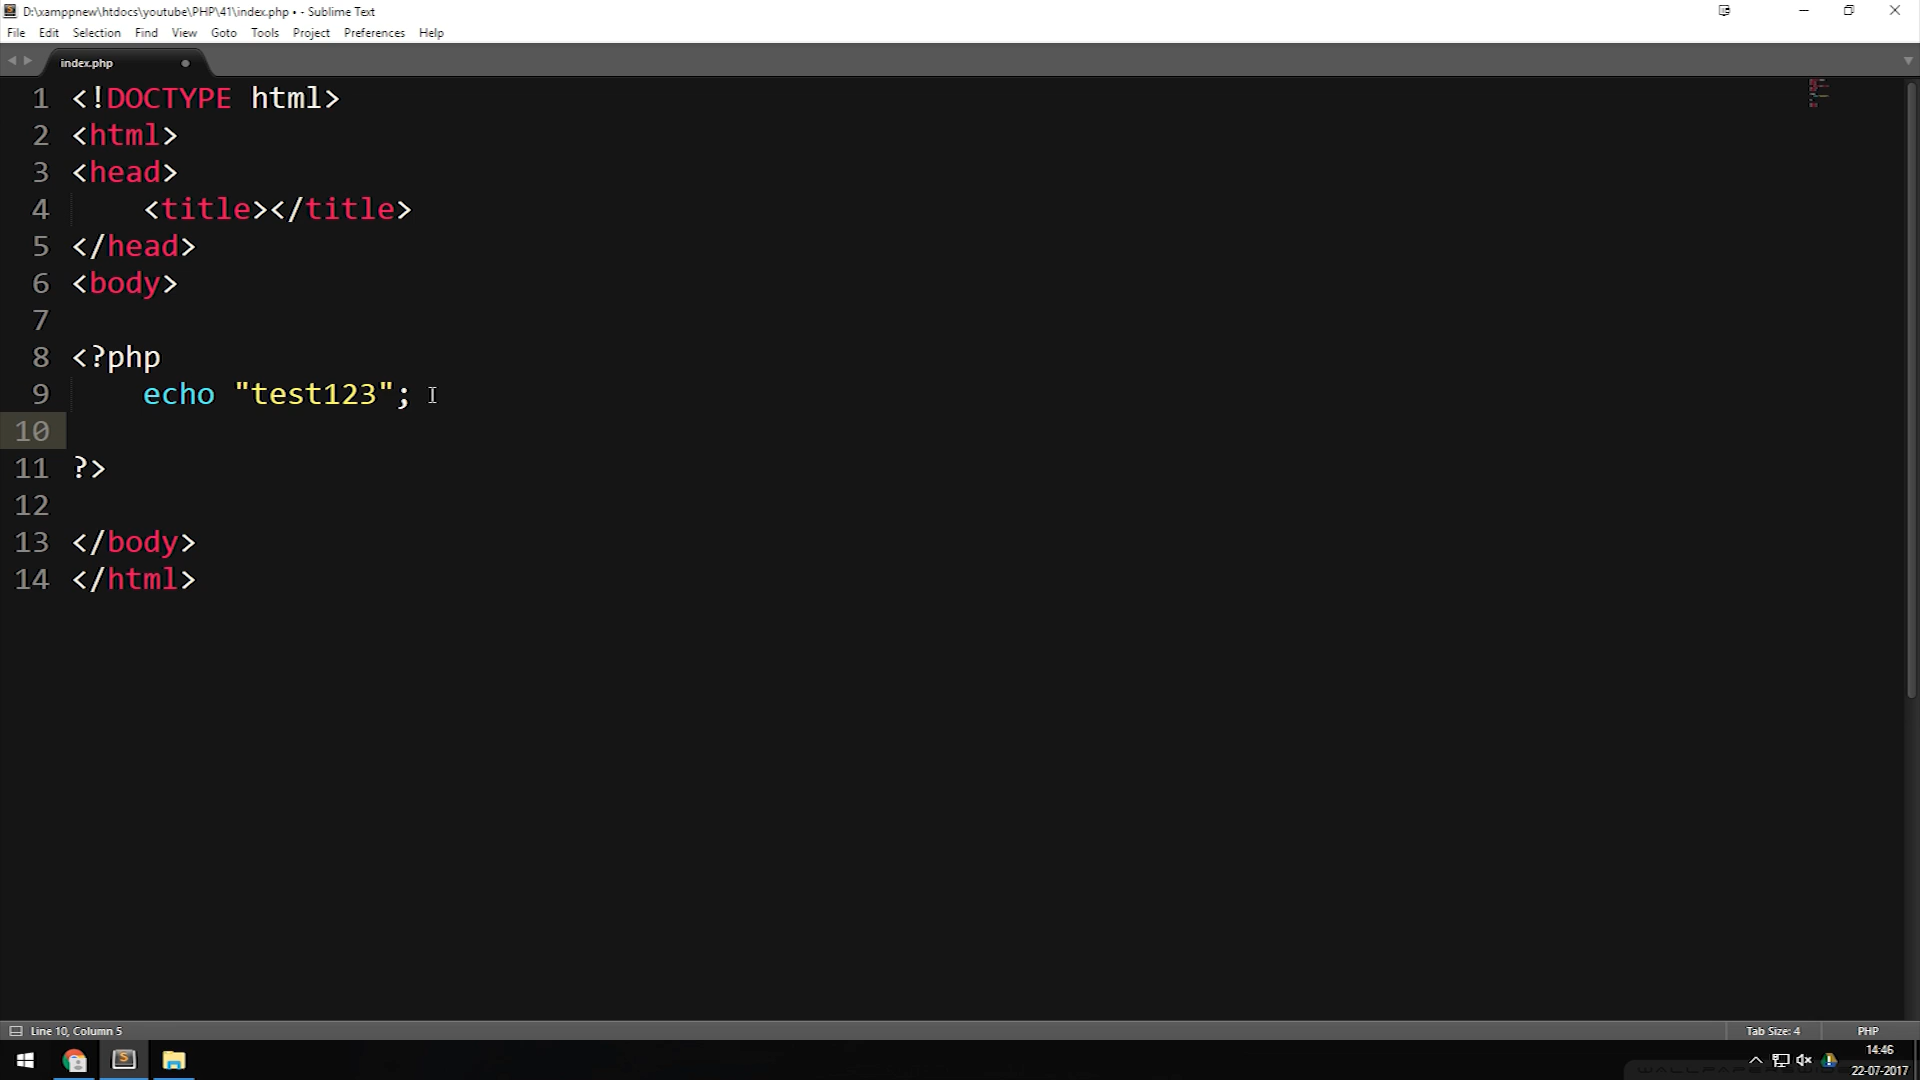 D:\xamppnew\htdocs\youtube\PHP\41\index.php • - Sublime Text
File Edit Selection Find View Goto Tools Project Preferences Help
index.php
1 <!DOCTYPE html>
2 <html>
3 <head>
4 <title></title>
5 </head>
6 <body>
7
8 <?php
9 echo "test123";
10
11 ?>
12
13 </body>
14 </html>
Line 10, Column 5 Tab Size: 4 PHP
14:46
22-07-2017